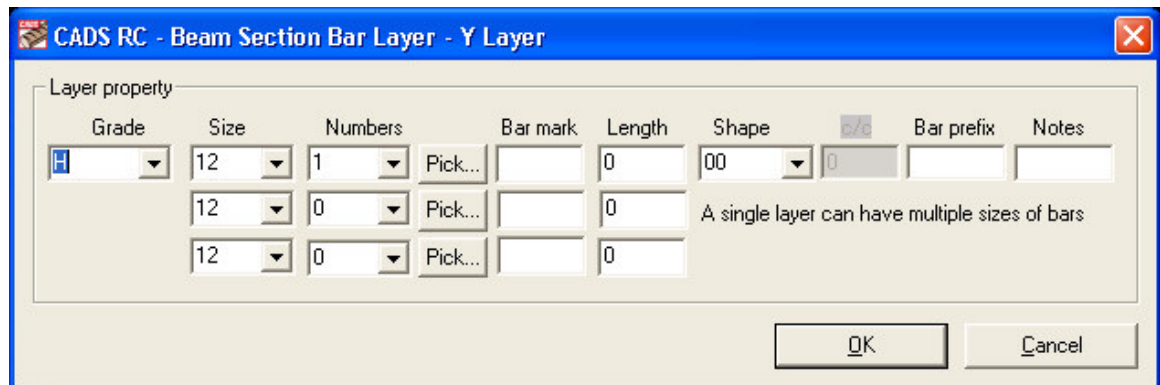 CADS RC - Beam Section Bar Layer - Y Layer
Layer property
Grade Size Numbers Bar mark Length Shape c/c Bar prefix Notes
H 12 1 Pick... 0 00 0
12 0 Pick... 0 A single layer can have multiple sizes of bars
12 0 Pick... 0
OK Cancel